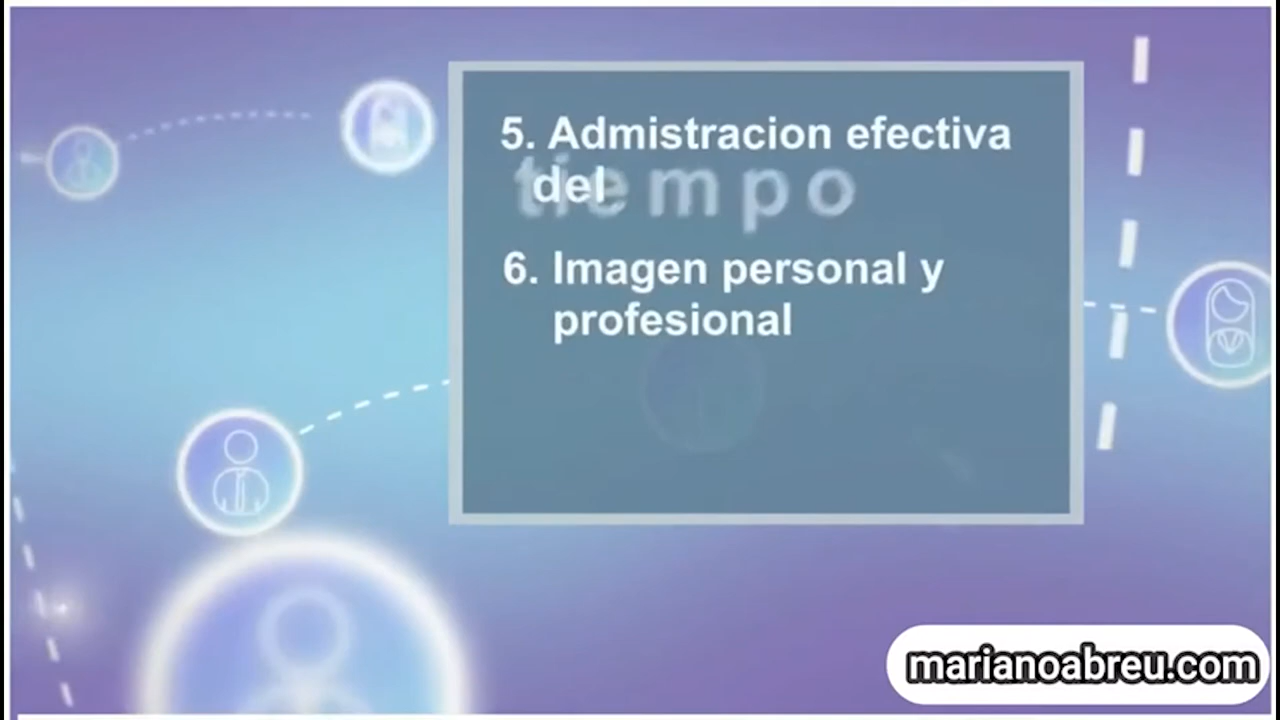 5. Admistracion efectiva
del tiempo
6. Imagen personal y
profesional
marianoabreu.com